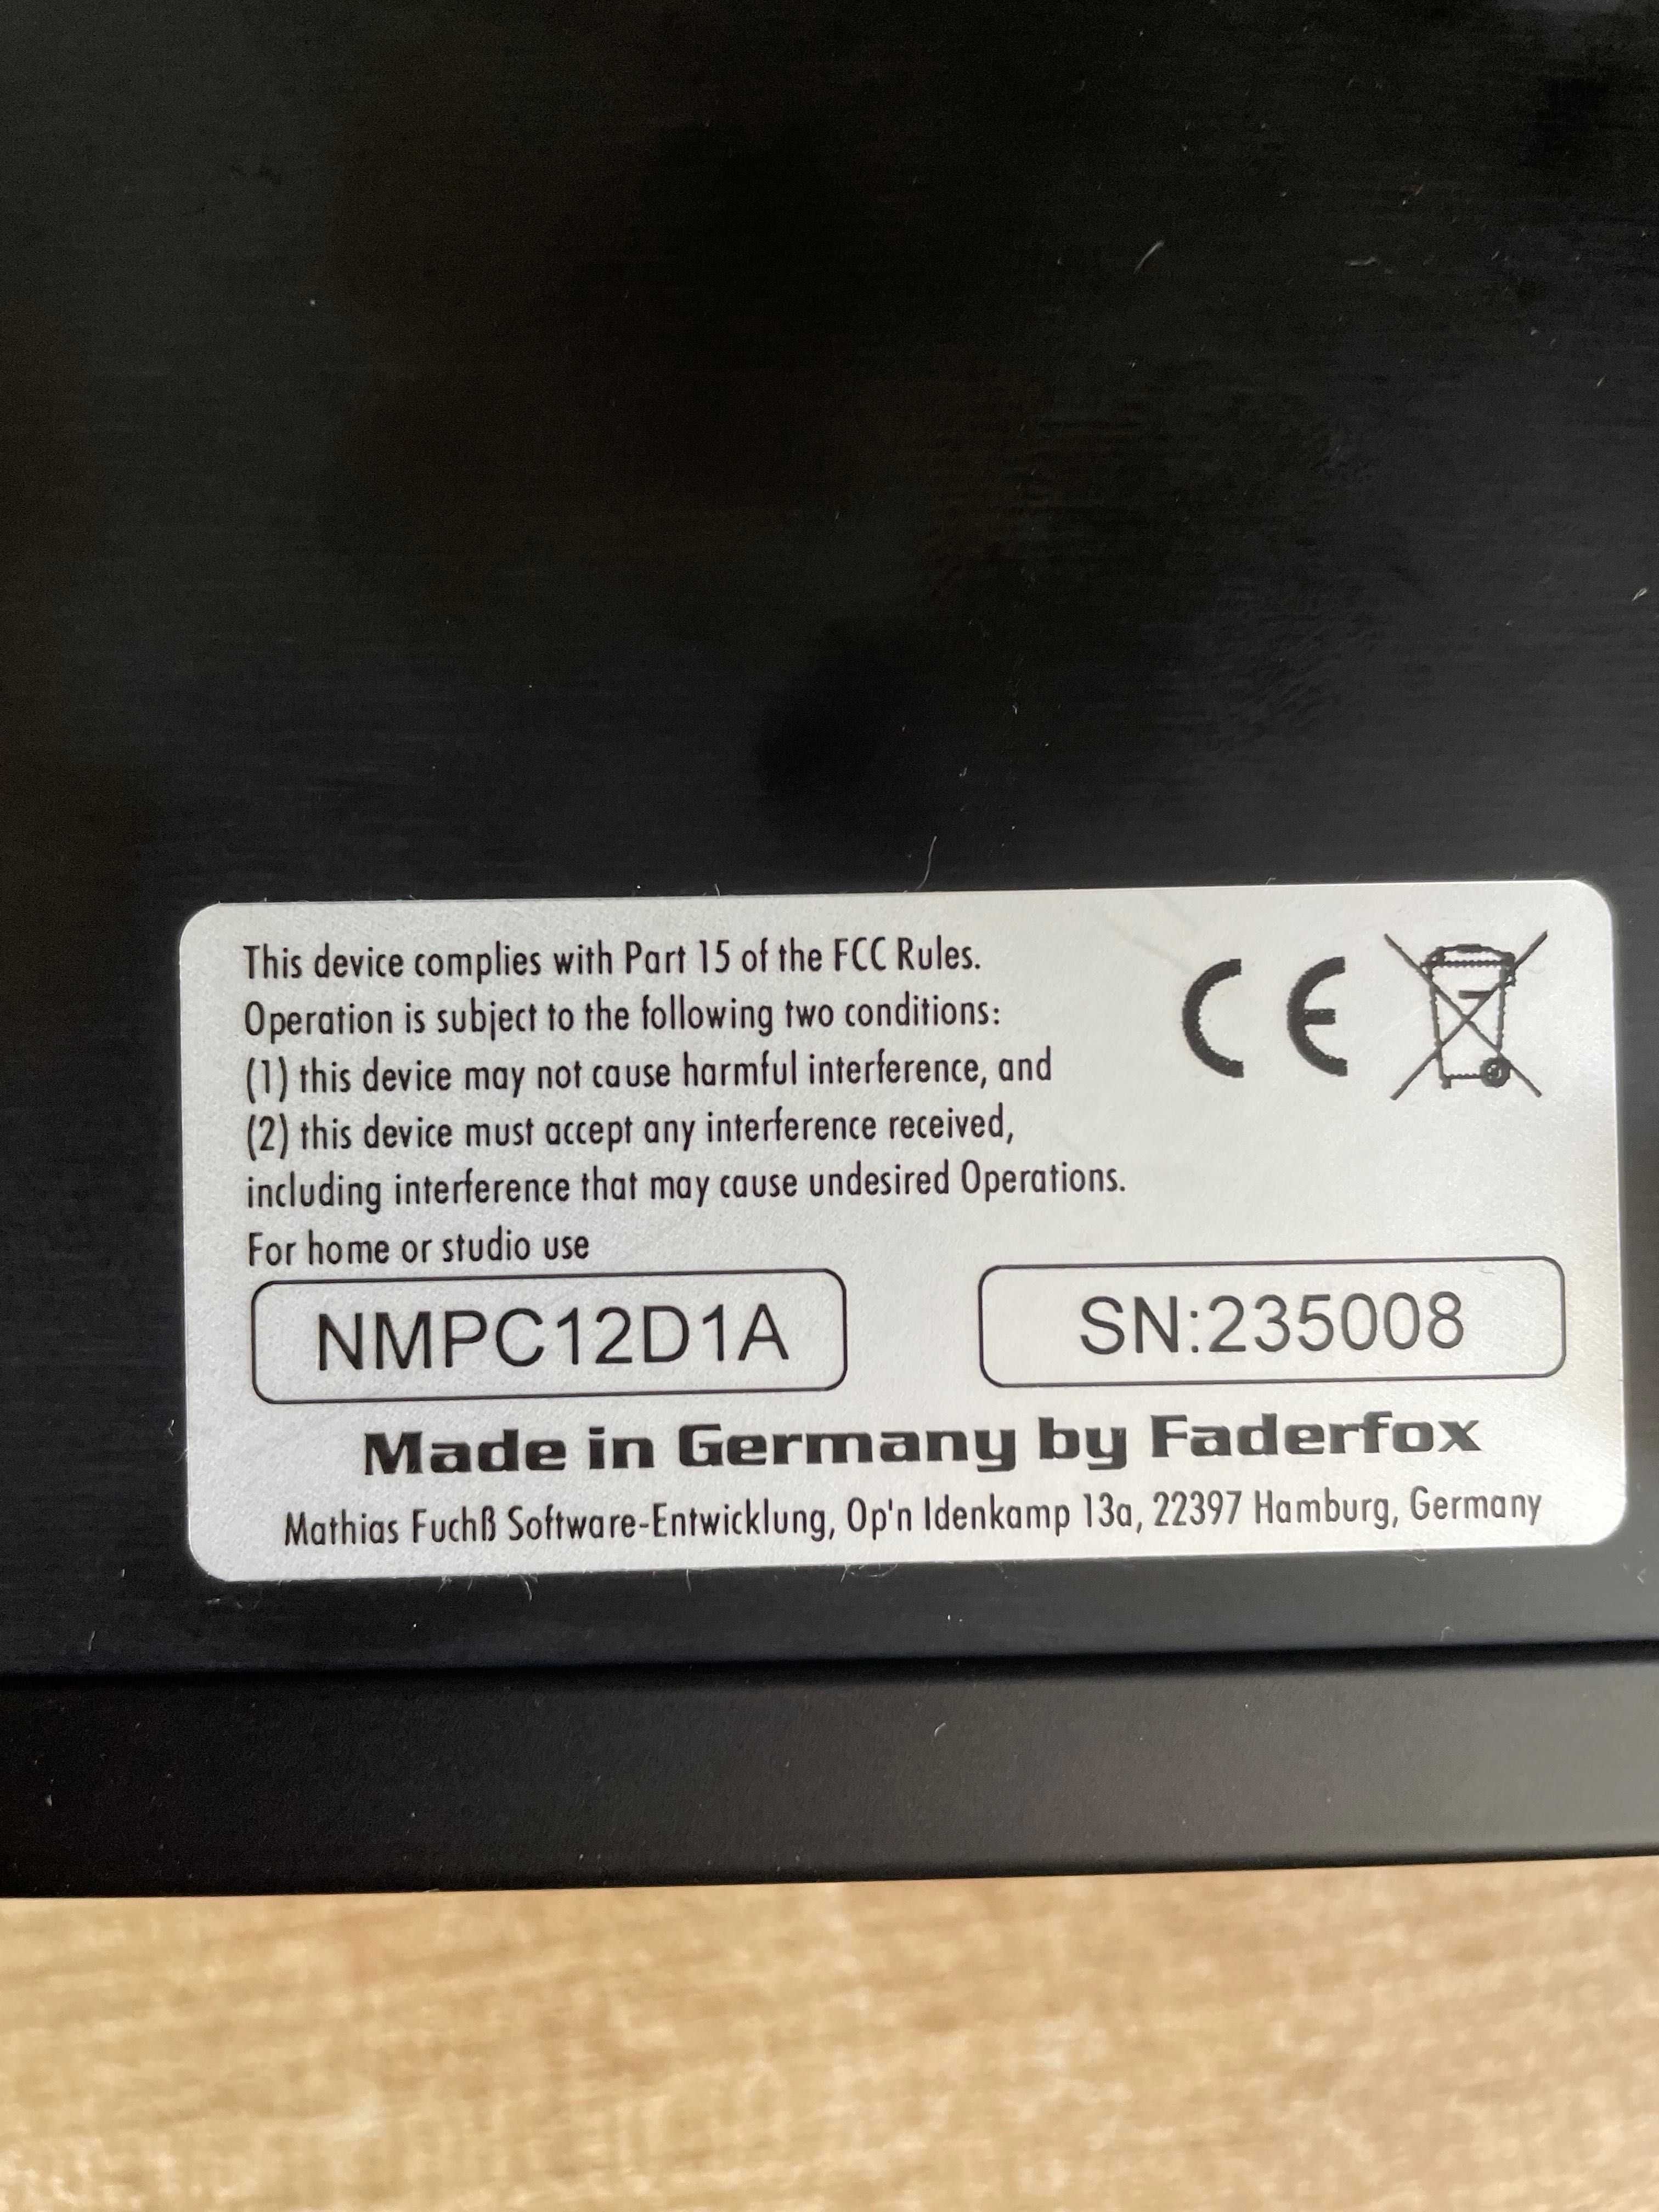 This device complies with Part 15 of the FCC Rules.
Operation is subject to the following two conditions:
(1) this device may not cause harmful interference, and
(2) this device must accept any interference received,
including interference that may cause undesired Operations.
For home or studio use
CE
NMPC12D1A
SN:235008
Made in Germany by Faderfox
Mathias Fuchß Software-Entwicklung, Op'n Idenkamp 13a, 22397 Hamburg, Germany